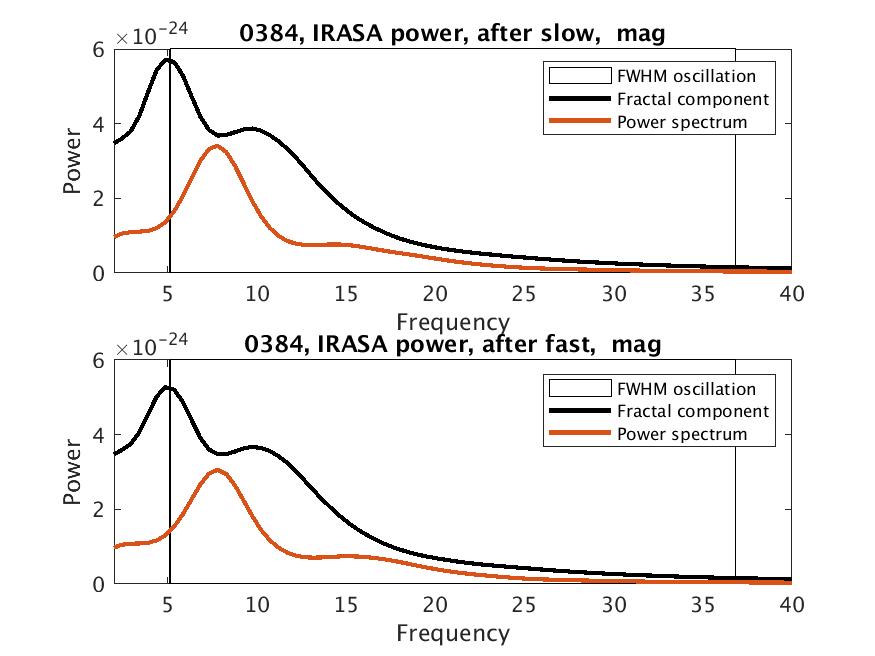 ×10⁻²⁴
0384, IRASA power, after slow,  mag
6
4
2
0
Power
FWHM oscillation
Fractal component
Power spectrum
5 10 15 20 25 30 35 40
Frequency
×10⁻²⁴
0384, IRASA power, after fast,  mag
6
4
2
0
Power
FWHM oscillation
Fractal component
Power spectrum
5 10 15 20 25 30 35 40
Frequency